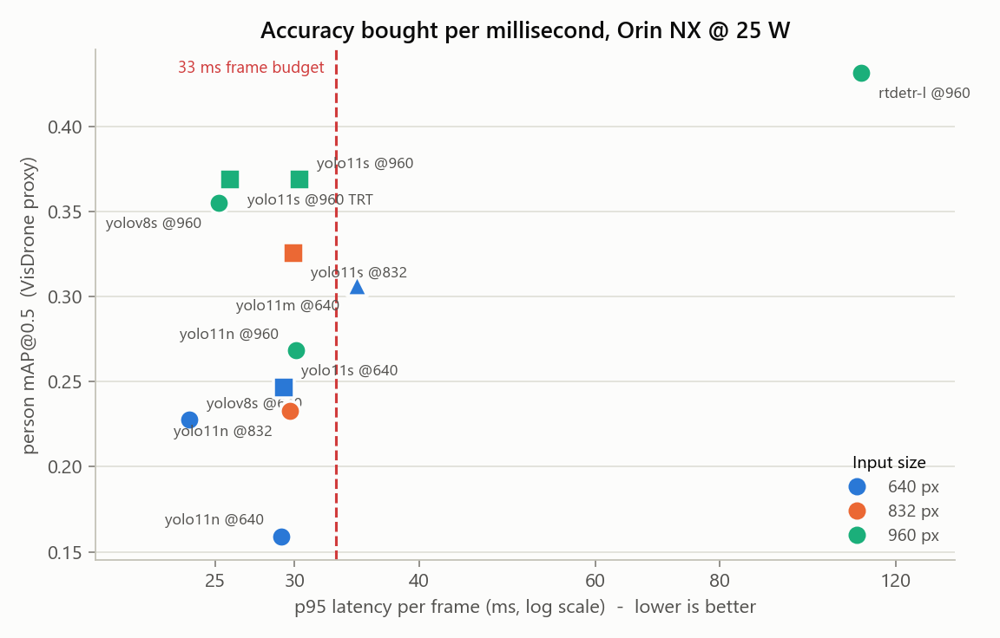 Accuracy bought per millisecond, Orin NX @ 25 W
33 ms frame budget
rtdetr-l @960
0.40
yolo11s @960
yolo11s @960 TRT
0.35
yolov8s @960
yolo11s @832
0.30
yolo11m @640
yolo11n @960
yolo11s @640
0.25
yolov8s @640
yolo11n @832
0.20
yolo11n @640
0.15
person mAP@0.5 (VisDrone proxy)
Input size
640 px
832 px
960 px
25 30 40 60 80 120
p95 latency per frame (ms, log scale) - lower is better